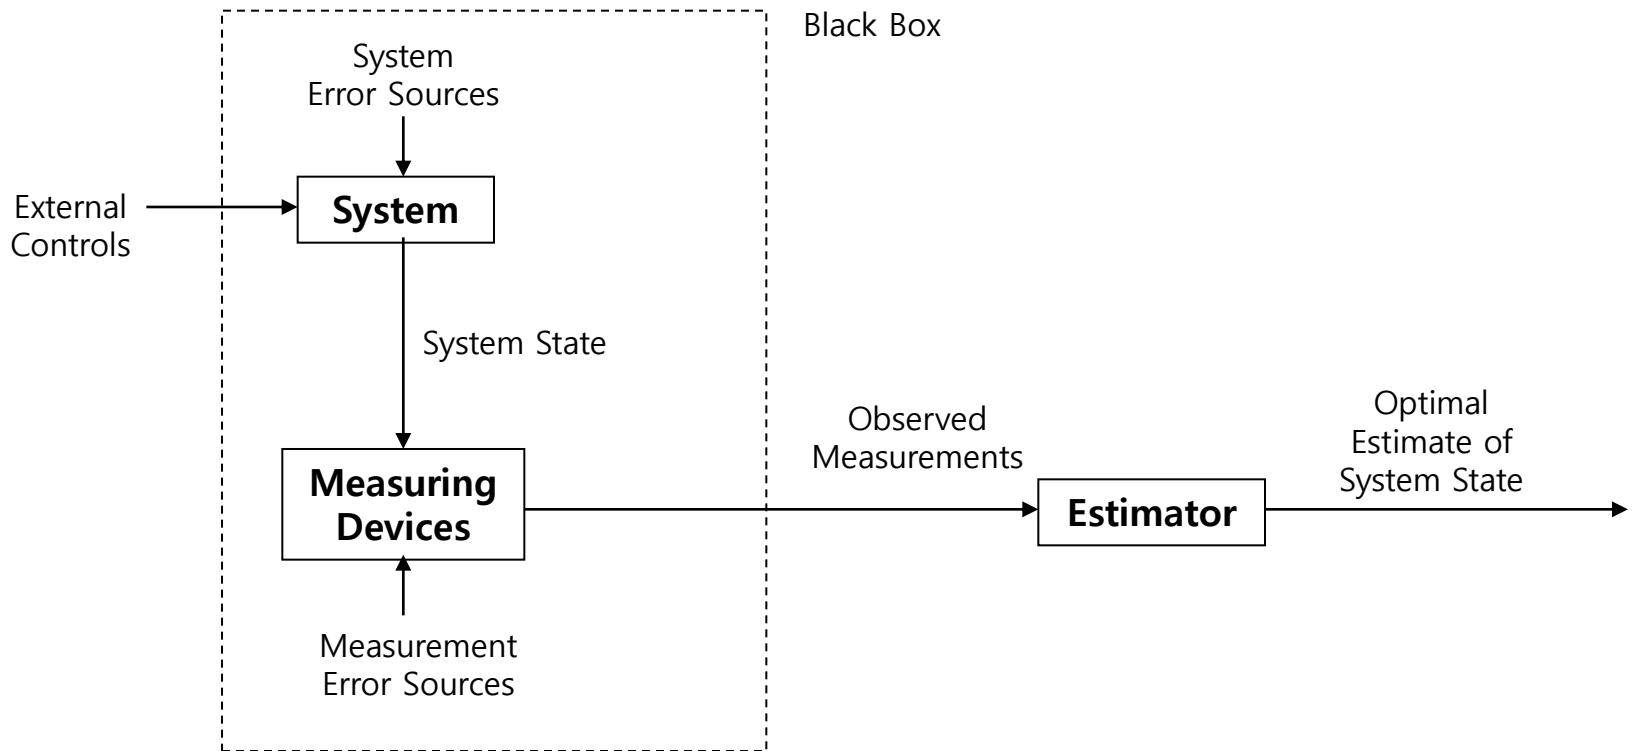 Black Box
System
Error Sources
External
Controls
System
System State
Observed
Measurements
Optimal
Estimate of
System State
Measuring
Devices
Estimator
Measurement
Error Sources